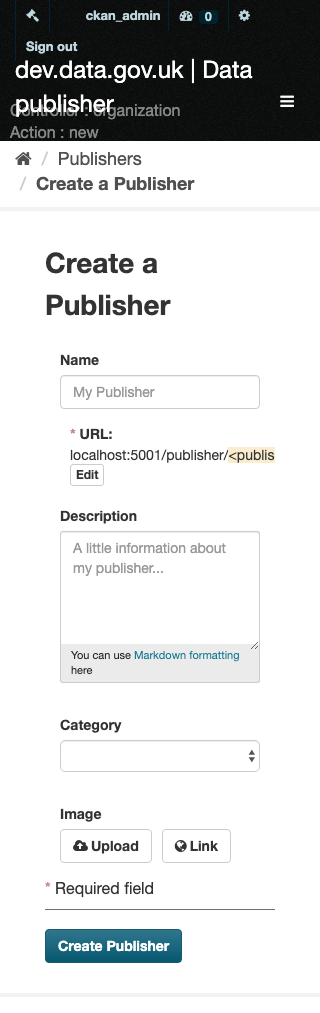 ckan_admin 0
Sign out
dev.data.gov.uk | Data
publisher
Controller : organization
Action : new
/ Publishers
/ Create a Publisher
Create a
Publisher
Name
My Publisher
* URL:
localhost:5001/publisher/<publis
Edit
Description
A little information about
my publisher...
You can use Markdown formatting
here
Category
Image
Upload Link
* Required field
Create Publisher